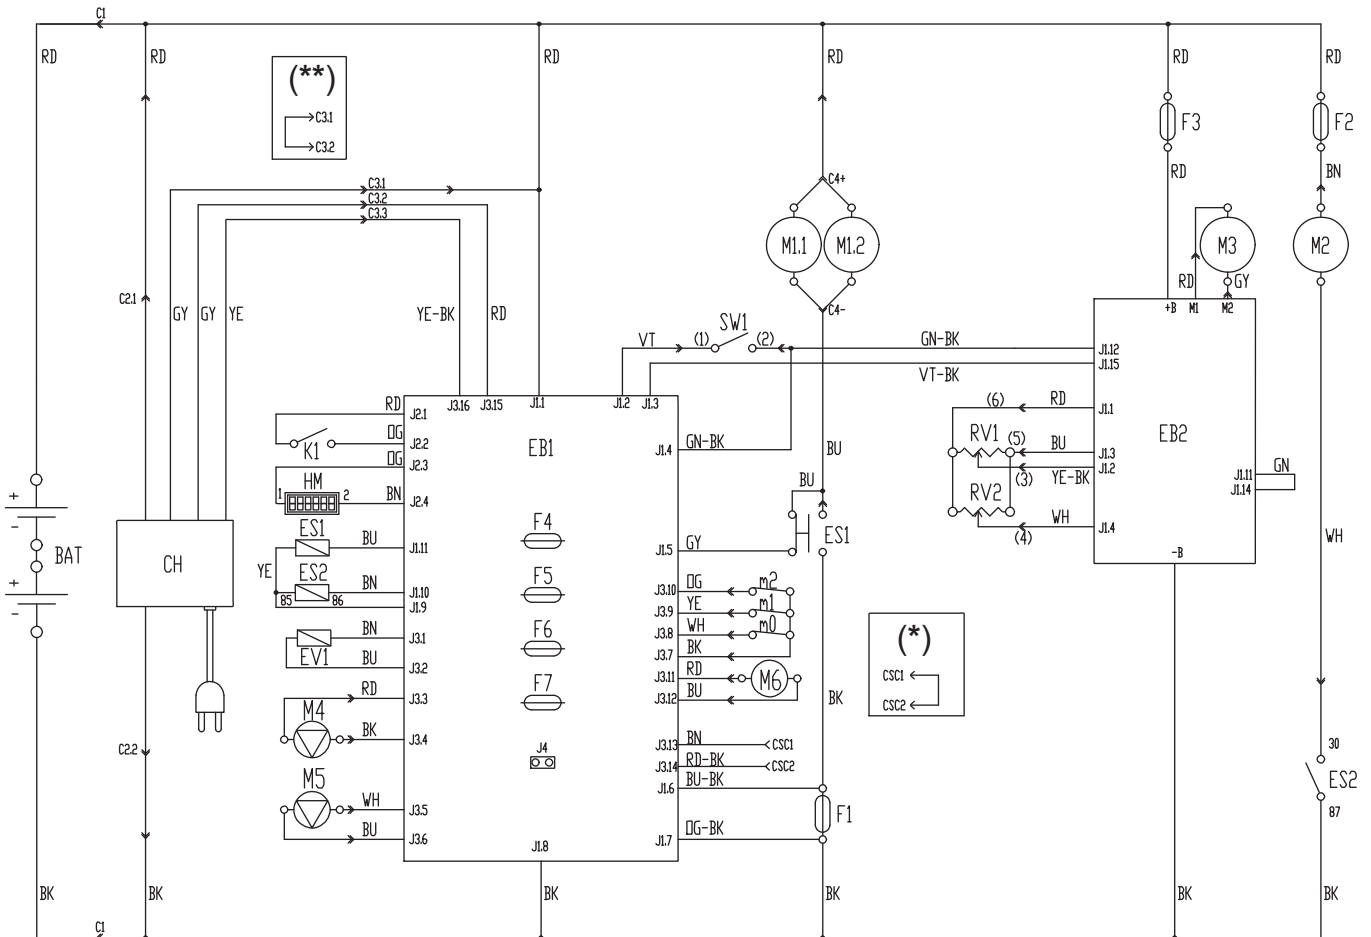 C1
RD RD RD RD RD RD
(**)
C3.1
C3.2
F3 F2
RD BN
C3.1
C3.2
C3.3
C4+
M1.1 M1.2 M3 M2
RD GY
C2.1
GY GY YE YE-BK RD
C4-
+B M1 M2
SW1
VT (1) (2) GN-BK J1.12
VT-BK J1.15
J3.16 J3.15 J1.1 J1.2 J1.3
RD J2.1
OG J2.2
K1
OG J2.3
HM
1 2 BN J2.4
EB1
J1.4 GN-BK
BU
(6) RD J1.1
RV1 (5) BU J1.3
(3) YE-BK J1.2
RV2
WH J1.4
(4)
EB2
J1.11 GN
J1.14
-B
WH
+
-
BAT
+
-
CH
ES1
BU J1.11
YE
ES2
BN J1.10
85 86 J1.9
BN J3.1
EV1
BU J3.2
RD J3.3
M4
BK J3.4
M5
WH J3.5
BU J3.6
F4
F5
F6
F7
J4
J1.8
BU
ES1
J1.5 GY
J3.10 OG m2
J3.9 YE m1
J3.8 WH m0
J3.7 BK
J3.11 RD M6
J3.12 BU
BK
J3.13 BN CSC1
J3.14 RD-BK CSC2
J1.6 BU-BK
F1
J1.7 OG-BK
(*)
CSC1
CSC2
C2.2
30
ES2
87
BK BK BK BK BK BK
C1